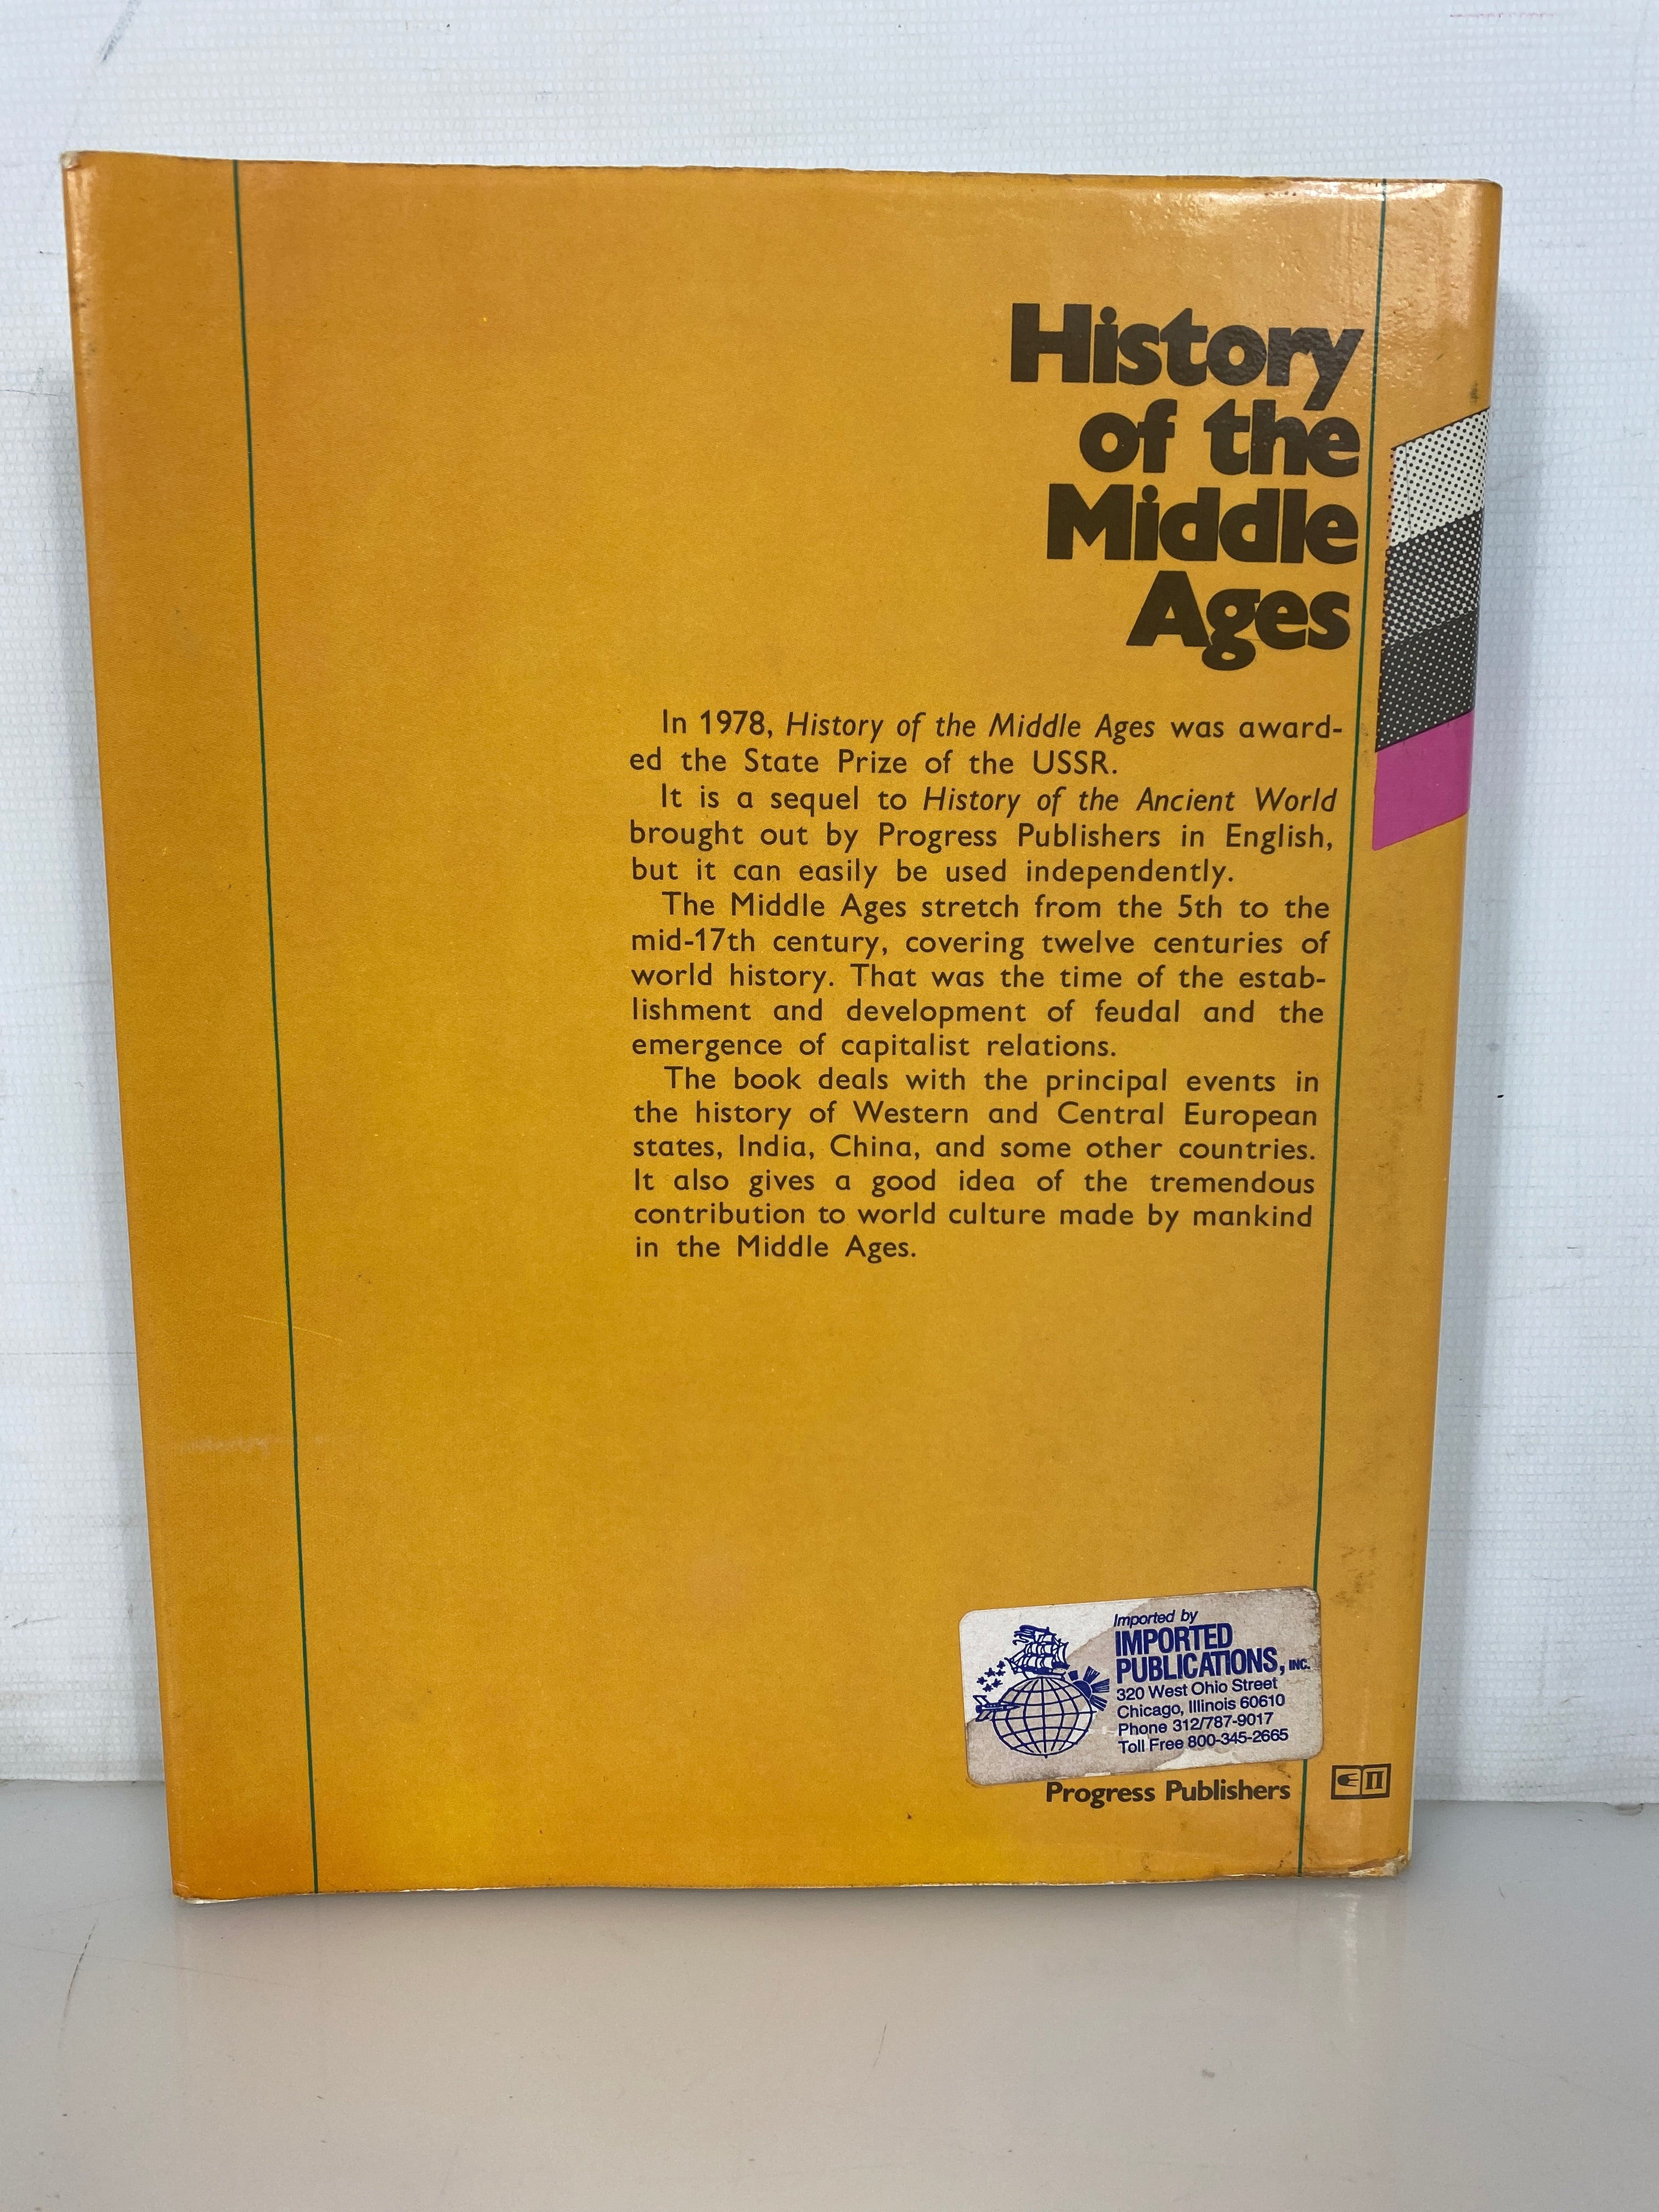 History
of the
Middle
Ages
In 1978, History of the Middle Ages was award-
ed the State Prize of the USSR.
It is a sequel to History of the Ancient World
brought out by Progress Publishers in English,
but it can easily be used independently.
The Middle Ages stretch from the 5th to the
mid-17th century, covering twelve centuries of
world history. That was the time of the estab-
lishment and development of feudal and the
emergence of capitalist relations.
The book deals with the principal events in
the history of Western and Central European
states, India, China, and some other countries.
It also gives a good idea of the tremendous
contribution to world culture made by mankind
in the Middle Ages.
Imported by
IMPORTED
PUBLICATIONS, INC.
320 West Ohio Street
Chicago, Illinois 60610
Phone 312/787-9017
Toll Free 800-345-2665
Progress Publishers
П